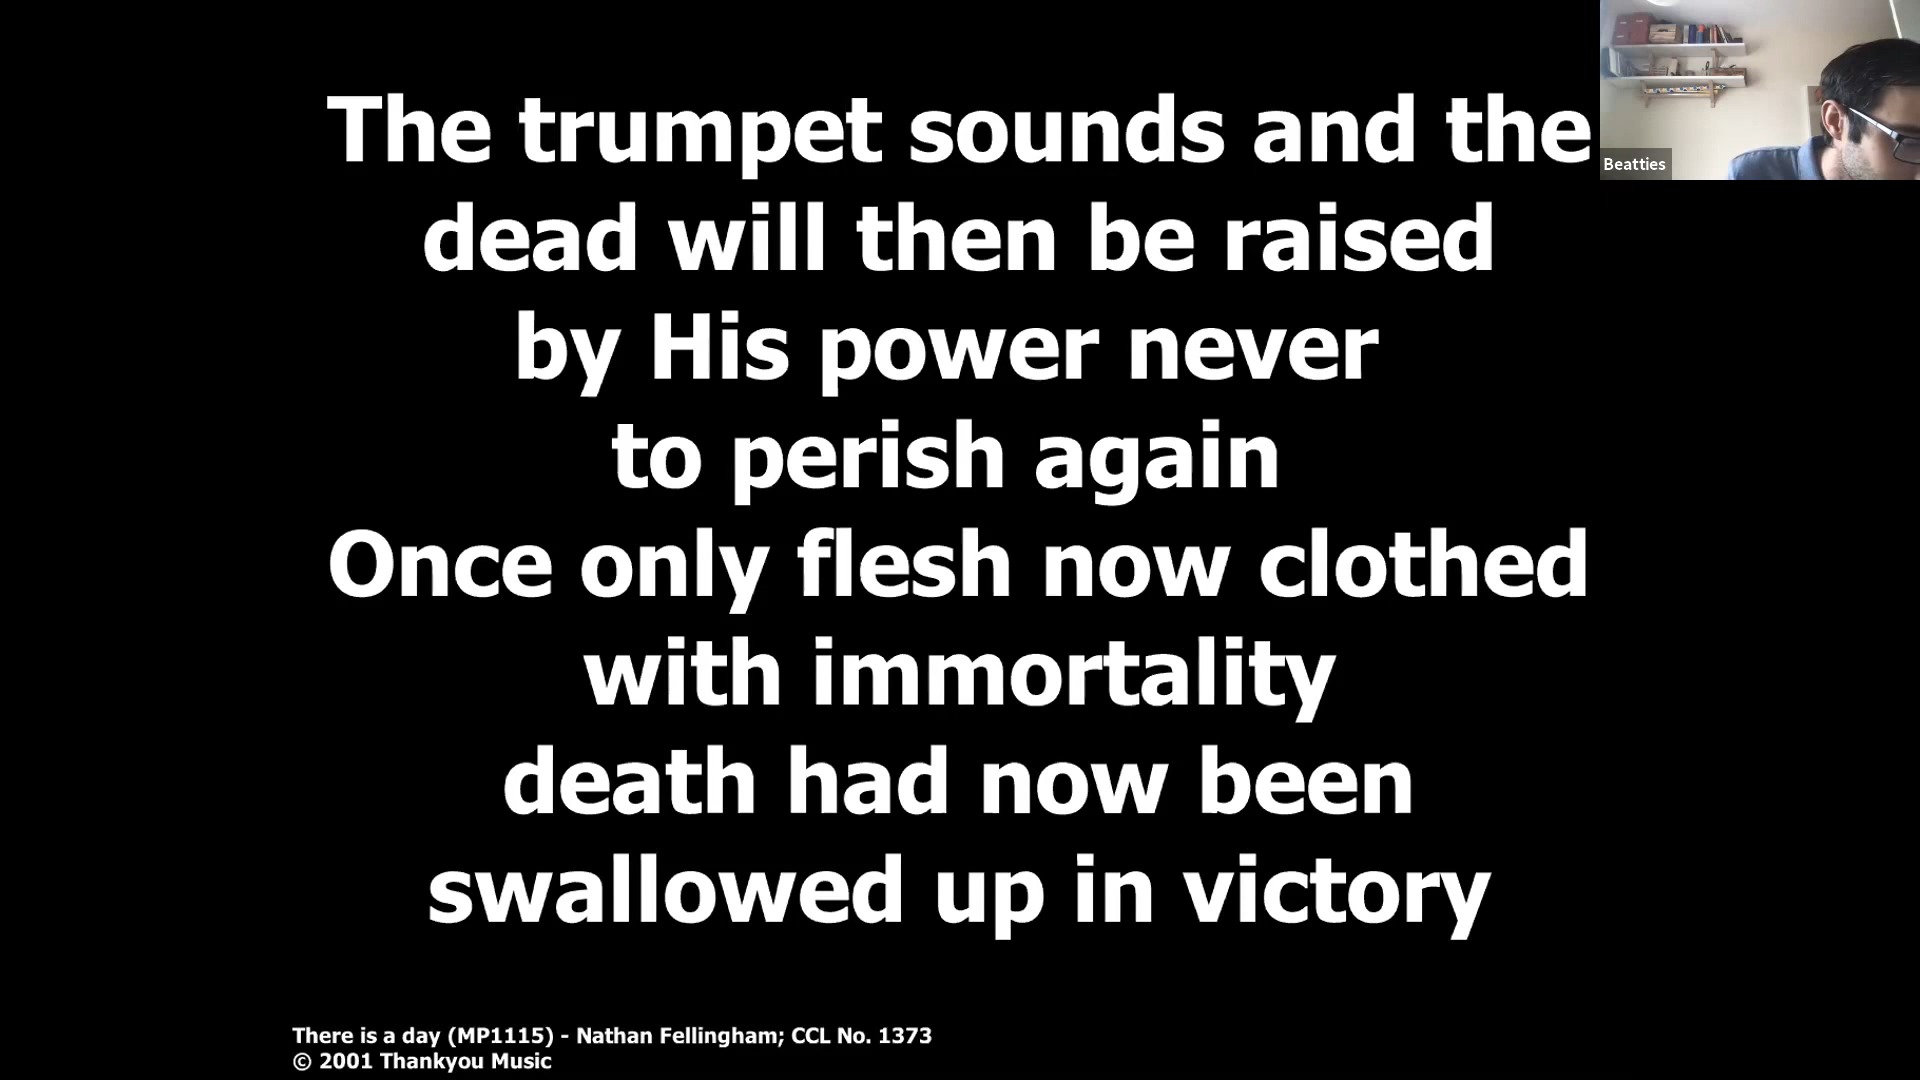 The trumpet sounds and the
dead will then be raised
by His power never
to perish again
Once only flesh now clothed
with immortality
death had now been
swallowed up in victory
Beatties
There is a day (MP1115) - Nathan Fellingham; CCL No. 1373
© 2001 Thankyou Music